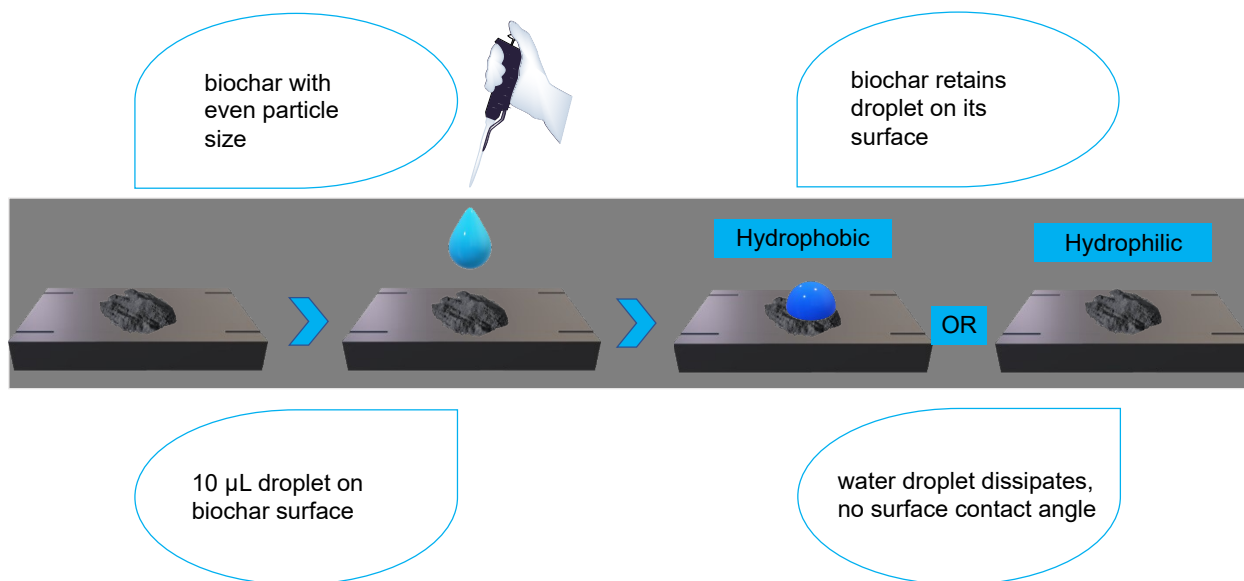 biochar with
even particle
size
biochar retains
droplet on its
surface
Hydrophobic
Hydrophilic
OR
10 µL droplet on
biochar surface
water droplet dissipates,
no surface contact angle